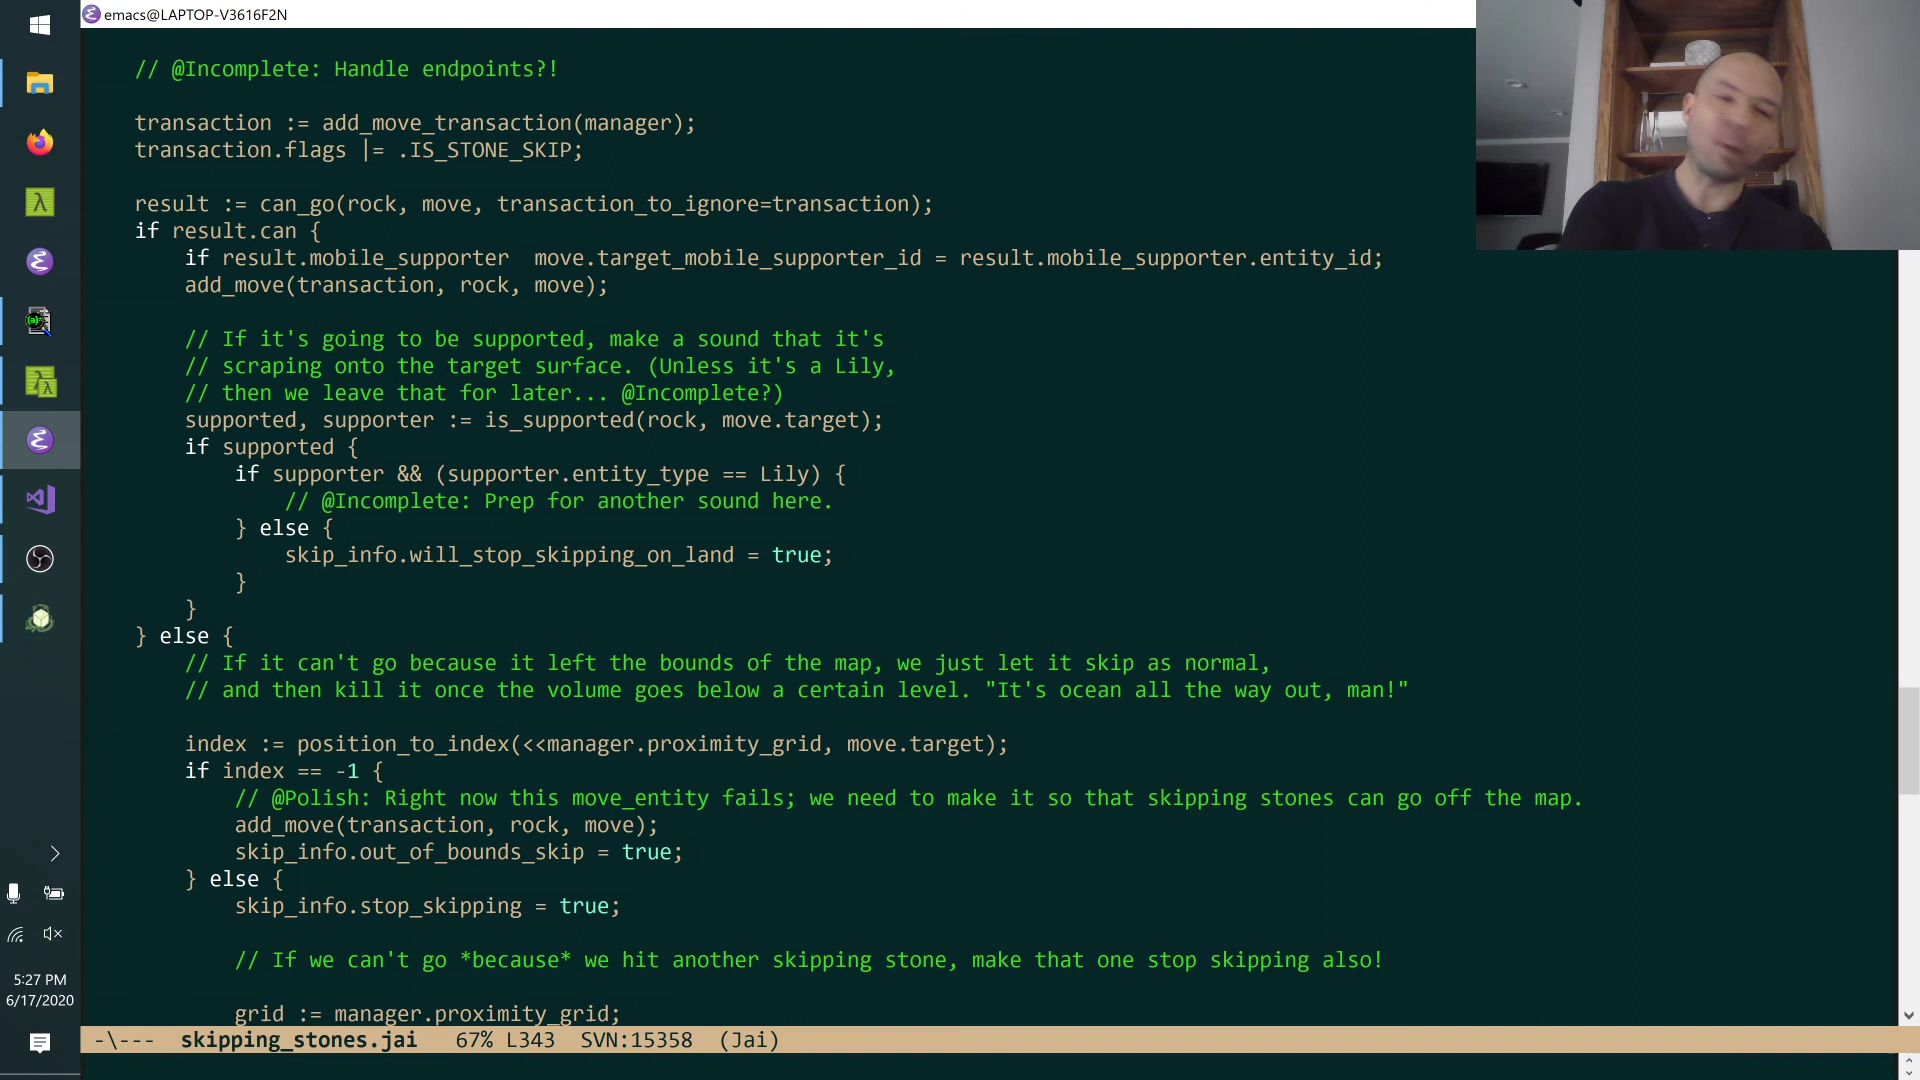 emacs@LAPTOP-V3616F2N
// @Incomplete: Handle endpoints?!
transaction := add_move_transaction(manager);
transaction.flags |= .IS_STONE_SKIP;
result := can_go(rock, move, transaction_to_ignore=transaction);
if result.can {
if result.mobile_supporter  move.target_mobile_supporter_id = result.mobile_supporter.entity_id;
add_move(transaction, rock, move);
// If it's going to be supported, make a sound that it's
// scraping onto the target surface. (Unless it's a Lily,
// then we leave that for later... @Incomplete?)
supported, supporter := is_supported(rock, move.target);
if supported {
if supporter && (supporter.entity_type == Lily) {
// @Incomplete: Prep for another sound here.
} else {
skip_info.will_stop_skipping_on_land = true;
}
}
} else {
// If it can't go because it left the bounds of the map, we just let it skip as normal,
// and then kill it once the volume goes below a certain level. "It's ocean all the way out, man!"
index := position_to_index(<<manager.proximity_grid, move.target);
if index == -1 {
// @Polish: Right now this move_entity fails; we need to make it so that skipping stones can go off the map.
add_move(transaction, rock, move);
skip_info.out_of_bounds_skip = true;
} else {
skip_info.stop_skipping = true;
// If we can't go *because* we hit another skipping stone, make that one stop skipping also!
grid := manager.proximity_grid;
-\---  skipping_stones.jai   67% L343  SVN:15358  (Jai)
5:27 PM
6/17/2020